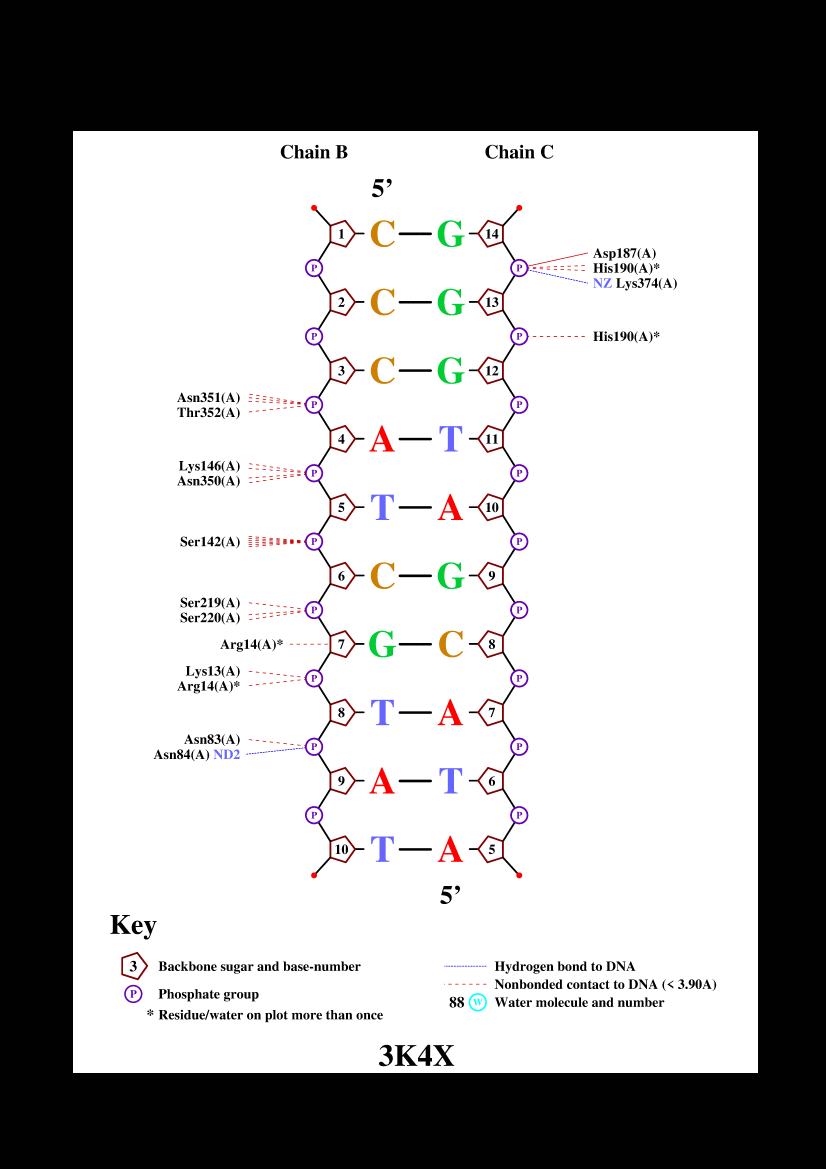 Chain B Chain C
5’
1 C G 14
P P Asp187(A)
His190(A)*
NZ Lys374(A)
2 C G 13
P P His190(A)*
3 C G 12
Asn351(A) P P
Thr352(A)
4 A T 11
Lys146(A) P P
Asn350(A)
5 T A 10
Ser142(A) P P
6 C G 9
Ser219(A) P P
Ser220(A)
Arg14(A)* 7 G C 8
Lys13(A) P P
Arg14(A)*
8 T A 7
Asn83(A) P P
Asn84(A) ND2
9 A T 6
P P
10 T A 5
5’
Key
3 Backbone sugar and base-number
P Phosphate group
* Residue/water on plot more than once
Hydrogen bond to DNA
Nonbonded contact to DNA (< 3.90A)
88 W Water molecule and number
3K4X